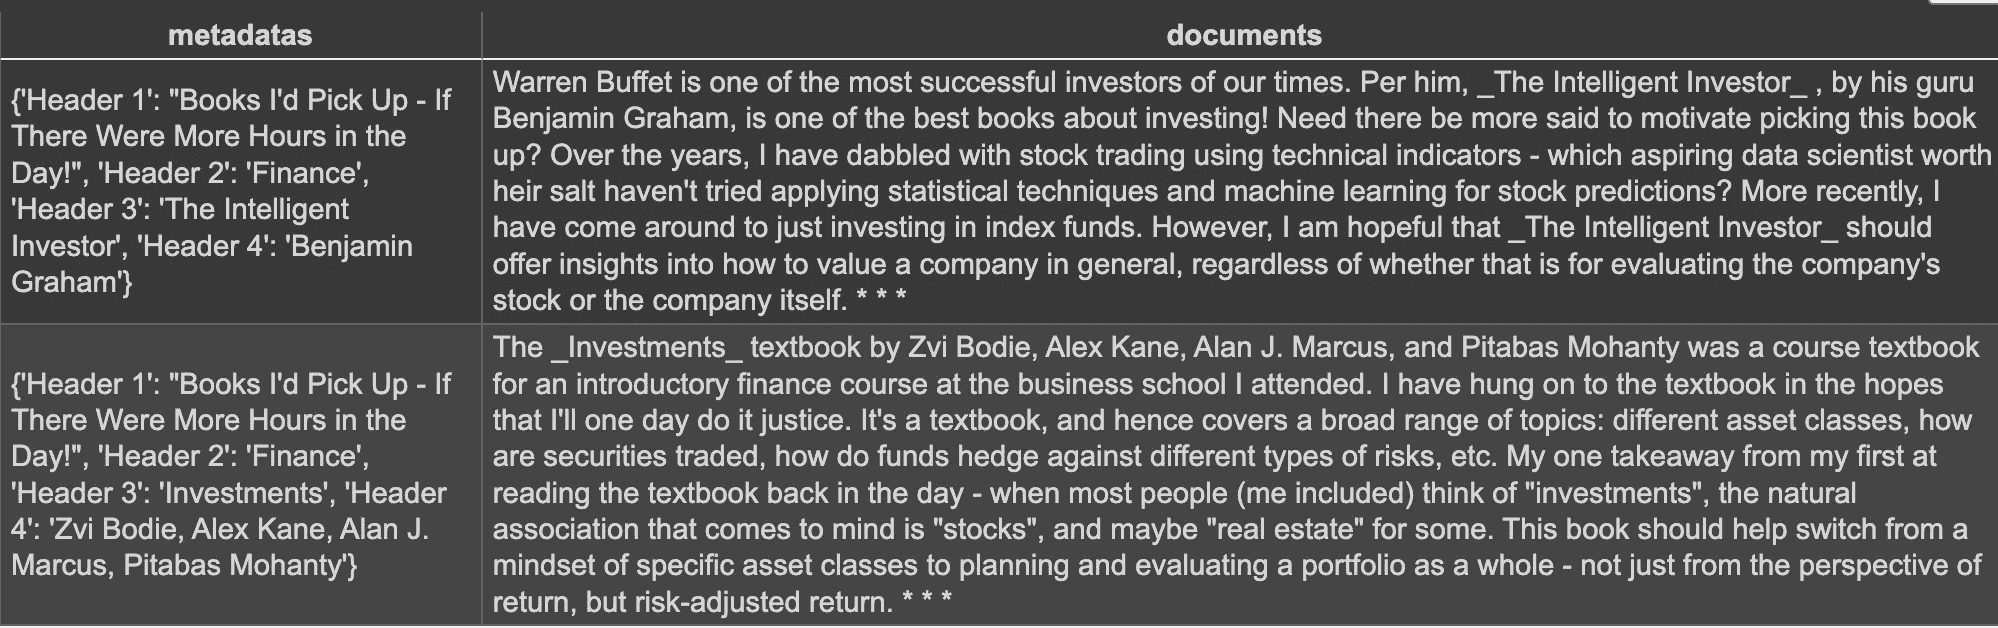 metadatas
documents
{'Header 1': "Books I'd Pick Up - If
There Were More Hours in the
Day!", 'Header 2': 'Finance',
'Header 3': 'The Intelligent
Investor', 'Header 4': 'Benjamin
Graham'}
Warren Buffet is one of the most successful investors of our times. Per him, _The Intelligent Investor_ , by his guru
Benjamin Graham, is one of the best books about investing! Need there be more said to motivate picking this book
up? Over the years, I have dabbled with stock trading using technical indicators - which aspiring data scientist worth
heir salt haven't tried applying statistical techniques and machine learning for stock predictions? More recently, I
have come around to just investing in index funds. However, I am hopeful that _The Intelligent Investor_ should
offer insights into how to value a company in general, regardless of whether that is for evaluating the company's
stock or the company itself. * * *
{'Header 1': "Books I'd Pick Up - If
There Were More Hours in the
Day!", 'Header 2': 'Finance',
'Header 3': 'Investments', 'Header
4': 'Zvi Bodie, Alex Kane, Alan J.
Marcus, Pitabas Mohanty'}
The _Investments_ textbook by Zvi Bodie, Alex Kane, Alan J. Marcus, and Pitabas Mohanty was a course textbook
for an introductory finance course at the business school I attended. I have hung on to the textbook in the hopes
that I'll one day do it justice. It's a textbook, and hence covers a broad range of topics: different asset classes, how
are securities traded, how do funds hedge against different types of risks, etc. My one takeaway from my first at
reading the textbook back in the day - when most people (me included) think of "investments", the natural
association that comes to mind is "stocks", and maybe "real estate" for some. This book should help switch from a
mindset of specific asset classes to planning and evaluating a portfolio as a whole - not just from the perspective of
return, but risk-adjusted return. * * *